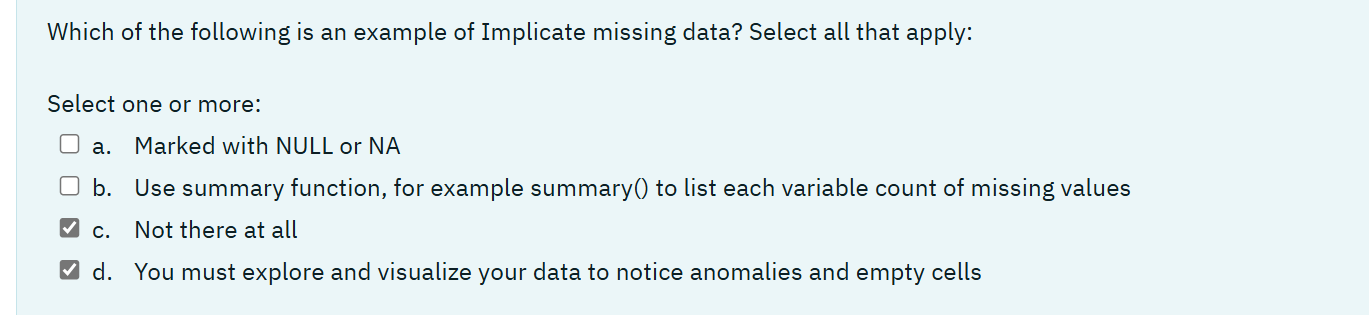 Which of the following is an example of Implicate missing data? Select all that apply:
Select one or more:
a. Marked with NULL or NA
b. Use summary function, for example summary() to list each variable count of missing values
c. Not there at all
d. You must explore and visualize your data to notice anomalies and empty cells